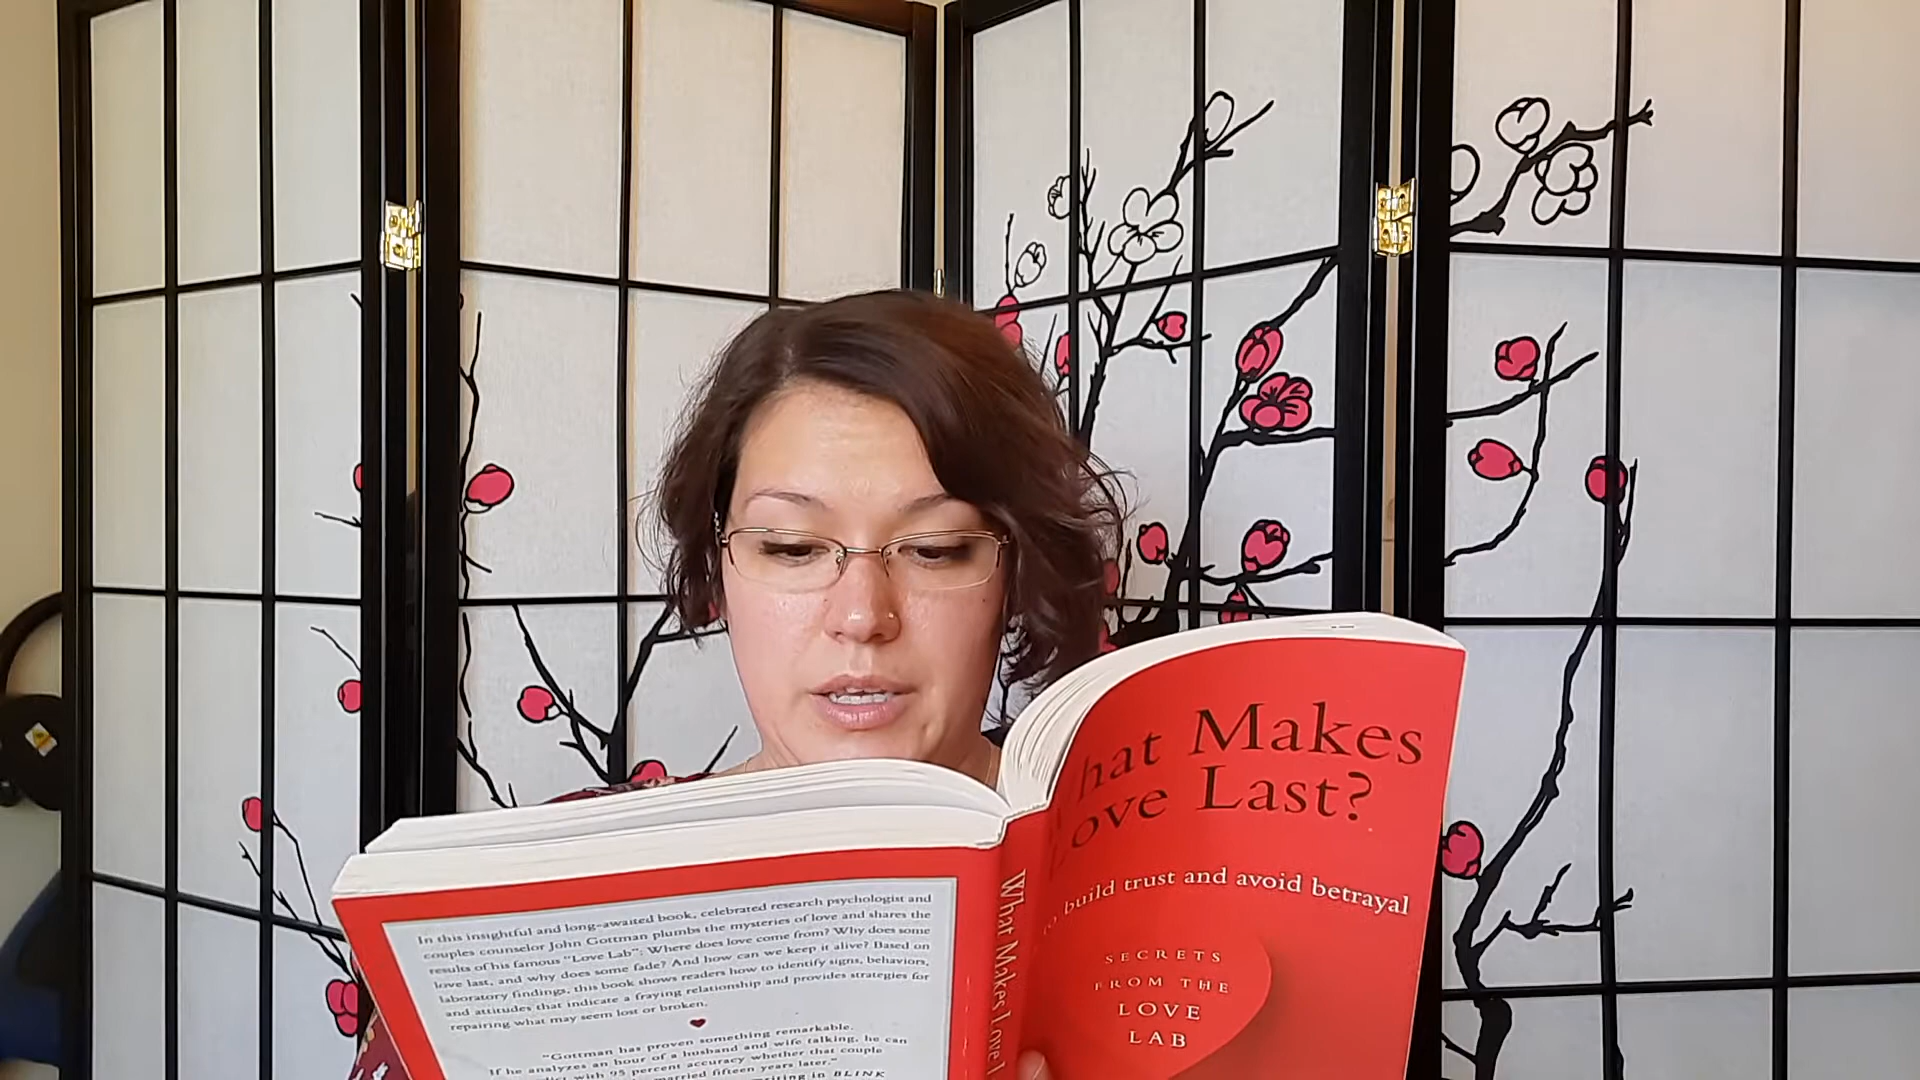 In this insightful and long-awaited book, celebrated research psychologist and
couples counselor John Gottman plumbs the mysteries of love and shares the
results of his famous "Love Lab": Where does love come from? Why does some
love last, and why does some fade? And how can we keep it alive? Based on
laboratory findings, this book shows readers how to identify signs, behaviors,
and attitudes that indicate a fraying relationship and provides strategies for
repairing what may seem lost or broken.
"Gottman has proven something remarkable.
If he analyzes an hour of a husband and wife talking, he can
with 95 percent accuracy whether that couple
married fifteen years later."
writing in BLINK
What Makes Love
hat Makes
ove Last?
build trust and avoid betrayal
SECRETS
FROM THE
LOVE
LAB